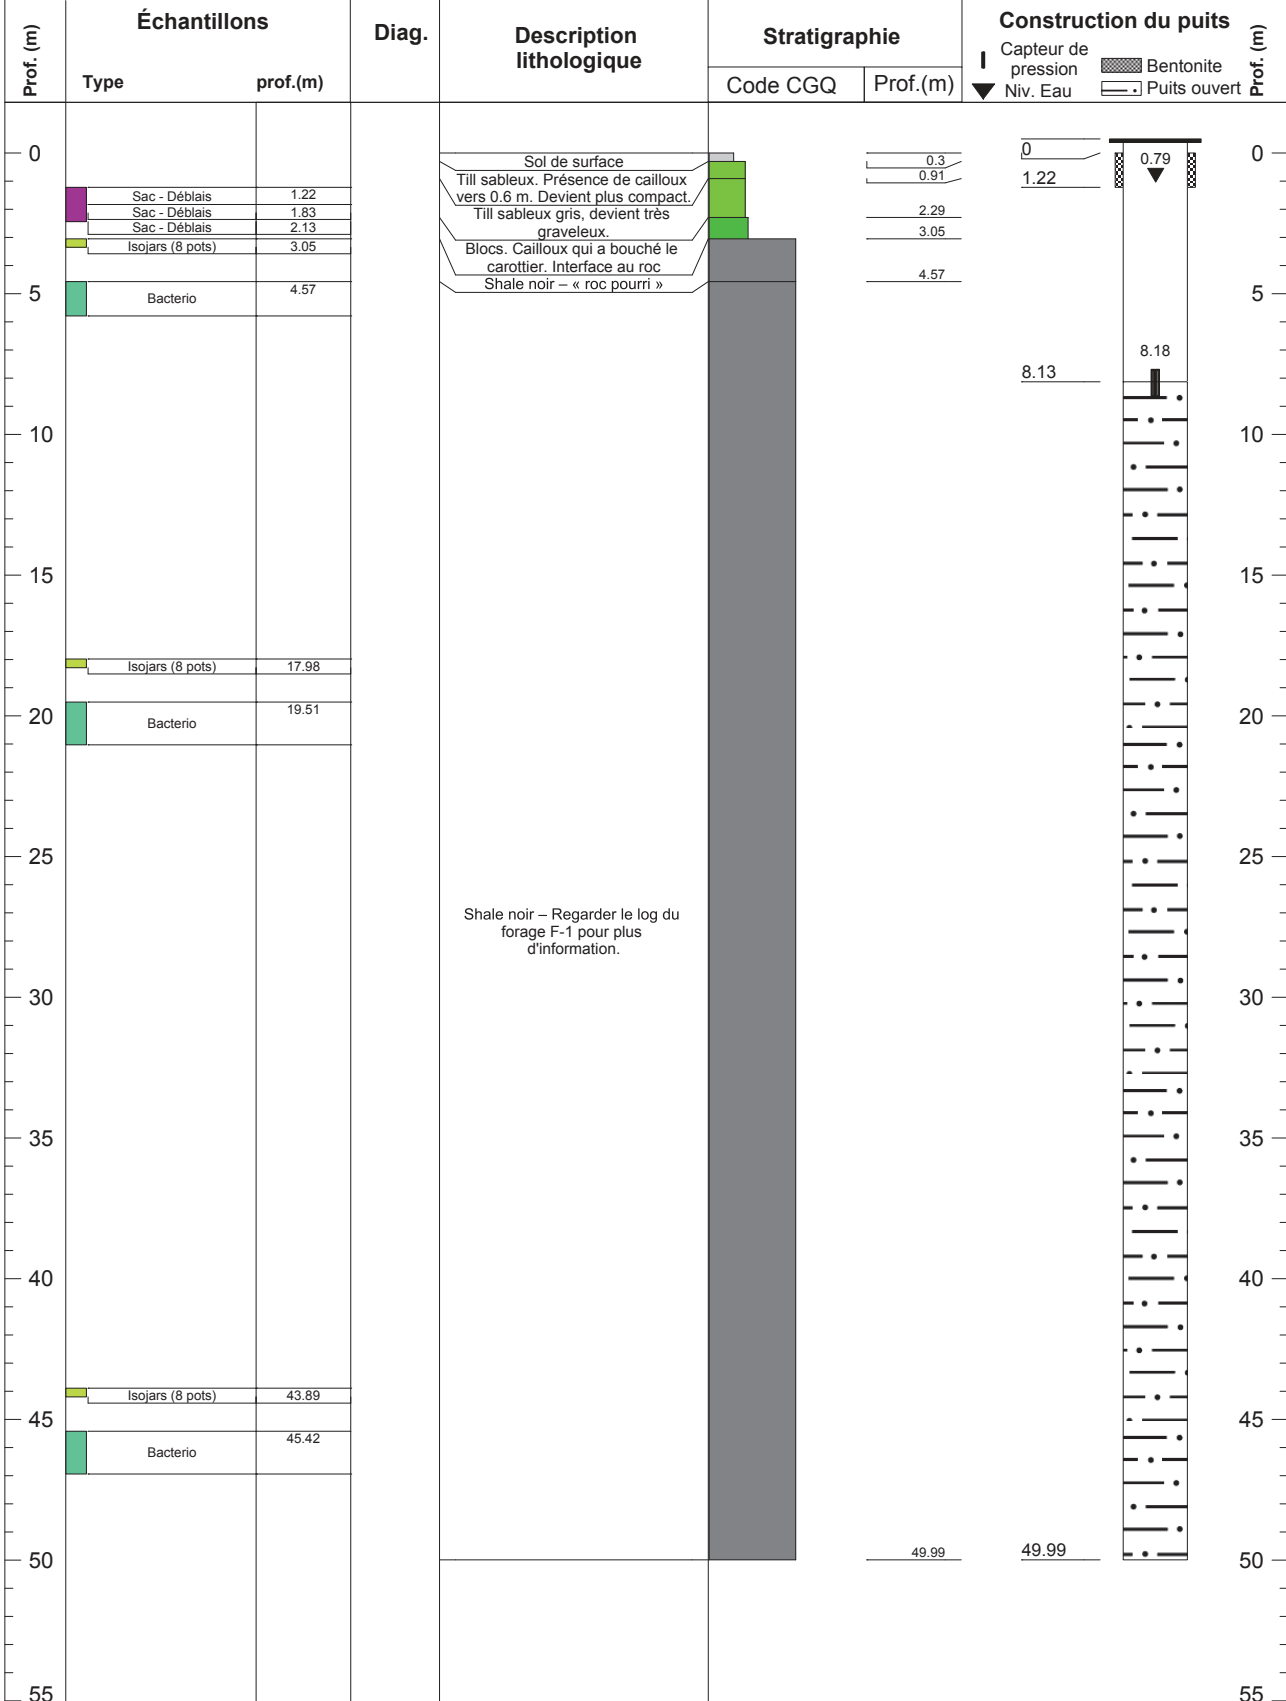 Prof. (m)
Échantillons
Type
prof.(m)
Diag.
Description
lithologique
Stratigraphie
Code CGQ
Prof.(m)
Construction du puits
Capteur de
pression
Niv. Eau
Bentonite
Puits ouvert
Prof. (m)
0
5
10
15
20
25
30
35
40
45
50
55
Sac - Déblais 1.22
Sac - Déblais 1.83
Sac - Déblais 2.13
Isojars (8 pots) 3.05
Bacterio 4.57
Isojars (8 pots) 17.98
Bacterio 19.51
Isojars (8 pots) 43.89
Bacterio 45.42
Sol de surface
Till sableux. Présence de cailloux
vers 0.6 m. Devient plus compact.
Till sableux gris, devient très
graveleux.
Blocs. Cailloux qui a bouché le
carottier. Interface au roc
Shale noir – « roc pourri »
Shale noir – Regarder le log du
forage F-1 pour plus
d'information.
0.3
0.91
2.29
3.05
4.57
49.99
0
1.22
8.13
49.99
0.79
8.18
0
5
10
15
20
25
30
35
40
45
50
55